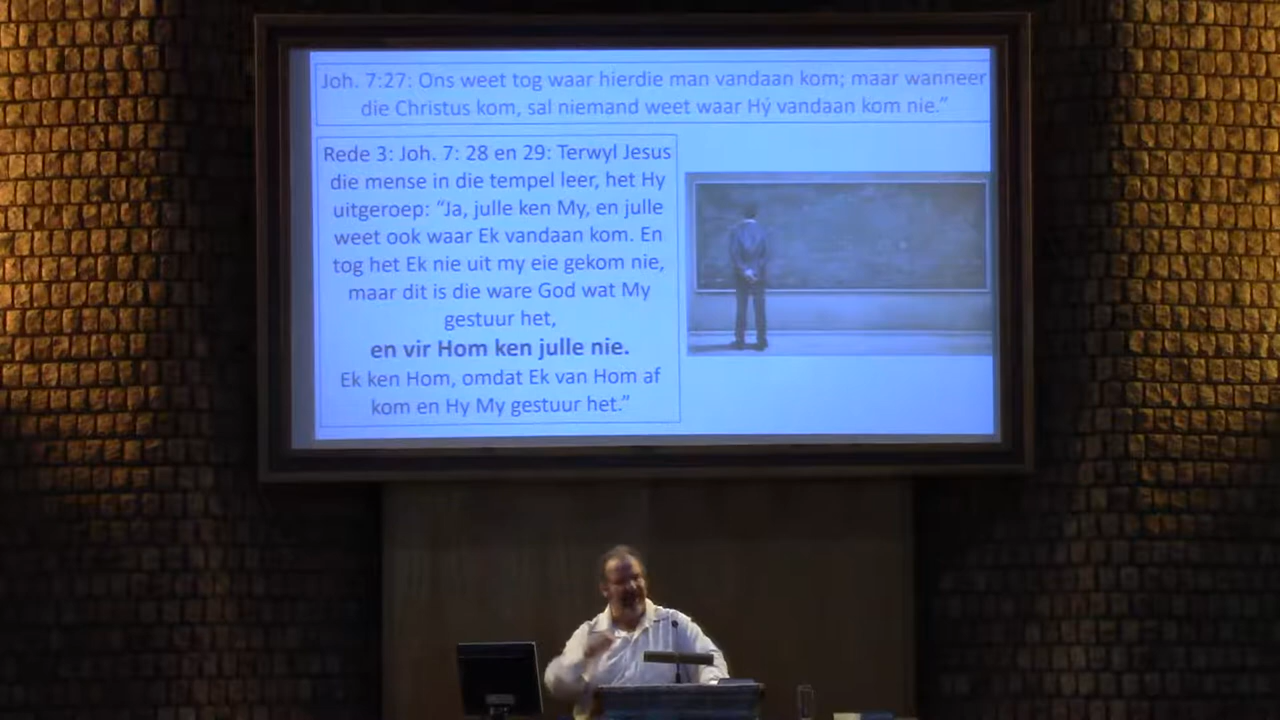 Joh. 7:27: Ons weet tog waar hierdie man vandaan kom; maar wanneer
die Christus kom, sal niemand weet waar Hý vandaan kom nie.”
Rede 3: Joh. 7: 28 en 29: Terwyl Jesus
die mense in die tempel leer, het Hy
uitgeroep: “Ja, julle ken My, en julle
weet ook waar Ek vandaan kom. En
tog het Ek nie uit my eie gekom nie,
maar dit is die ware God wat My
gestuur het,
en vir Hom ken julle nie.
Ek ken Hom, omdat Ek van Hom af
kom en Hy My gestuur het.”